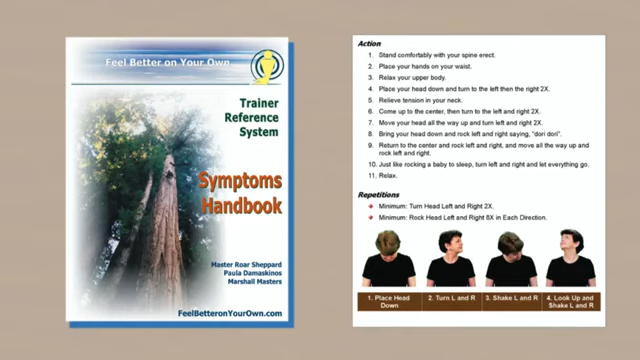 Feel Better on Your Own
Trainer
Reference
System
Symptoms
Handbook
Master Roar Sheppard
Paula Damaskinos
Marshall Masters
FeelBetteronYourOwn.com
Action
1. Stand comfortably with your spine erect.
2. Place your hands on your waist.
3. Relax your upper body.
4. Place your head down and turn to the left then the right 2X.
5. Relieve tension in your neck.
6. Come up to the center, then turn to the left and right 2X.
7. Move your head all the way up and turn left and right 2X.
8. Bring your head down and rock left and right saying, "dori dori".
9. Return to the center and rock left and right, and move all the way up and
rock left and right.
10. Just like rocking a baby to sleep, turn left and right and let everything go.
11. Relax.
Repetitions
Minimum: Turn Head Left and Right 2X.
Minimum: Rock Head Left and Right 8X in Each Direction.
1. Place Head
Down
2. Turn L and R
3. Shake L and R
4. Look Up and
Shake L and R